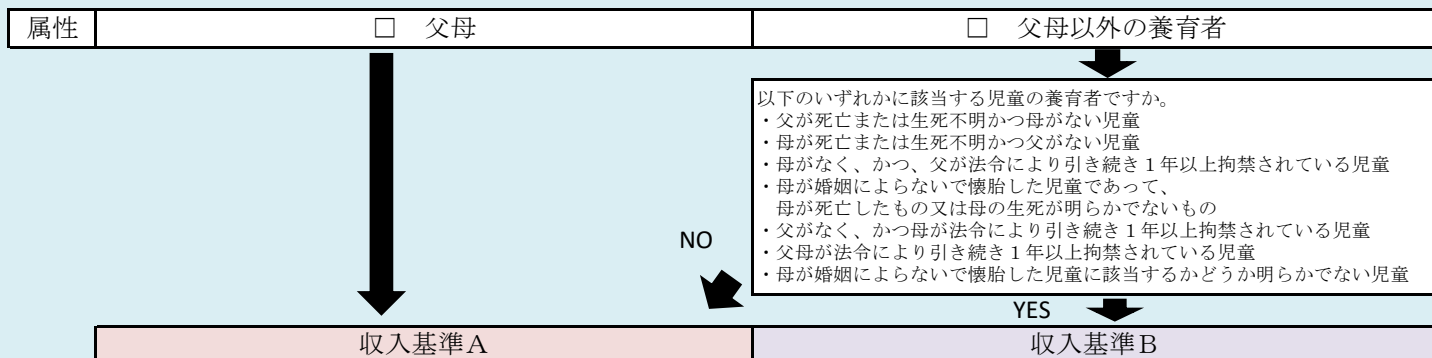 属性 □ 父母 □ 父母以外の養育者
以下のいずれかに該当する児童の養育者ですか。
・父が死亡または生死不明かつ母がない児童
・母が死亡または生死不明かつ父がない児童
・母がなく、かつ、父が法令により引き続き１年以上拘禁されている児童
・母が婚姻によらないで懐胎した児童であって、
母が死亡したもの又は母の生死が明らかでないもの
・父がなく、かつ母が法令により引き続き１年以上拘禁されている児童
・父母が法令により引き続き１年以上拘禁されている児童
・母が婚姻によらないで懐胎した児童に該当するかどうか明らかでない児童
NO
YES
収入基準Ａ 収入基準Ｂ